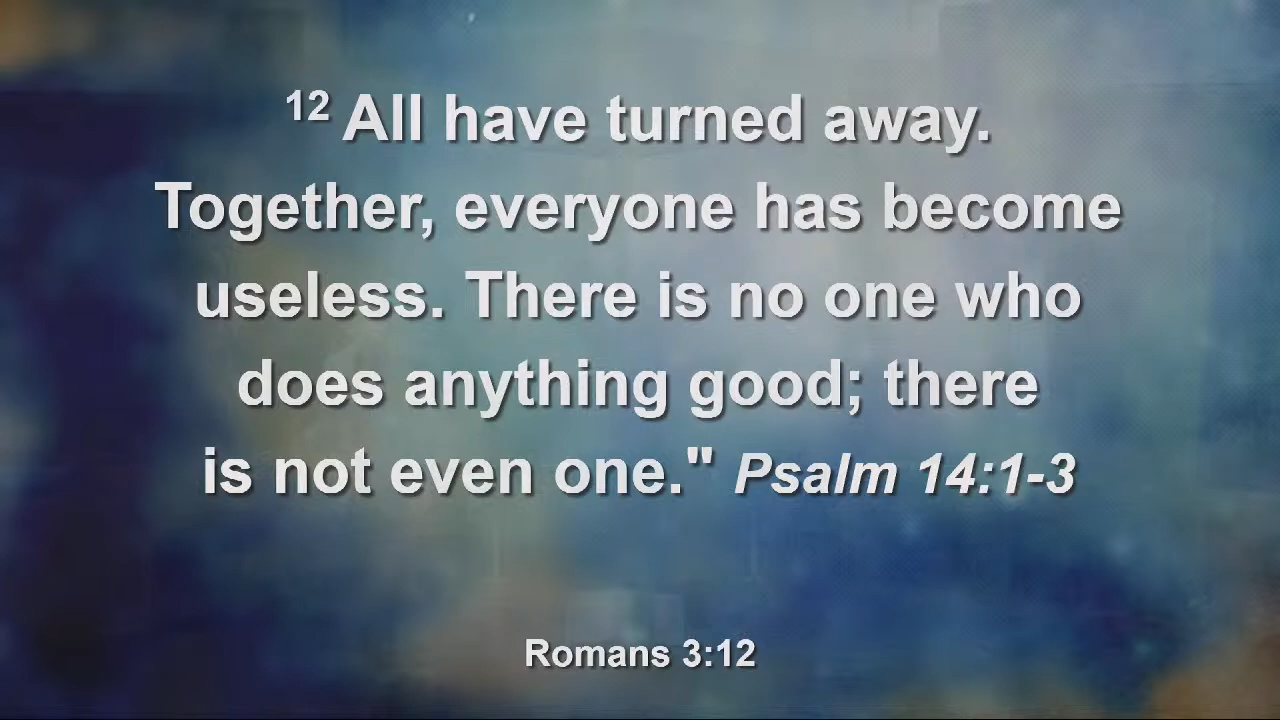 12 All have turned away.
Together, everyone has become
useless. There is no one who
does anything good; there
is not even one." Psalm 14:1-3
Romans 3:12